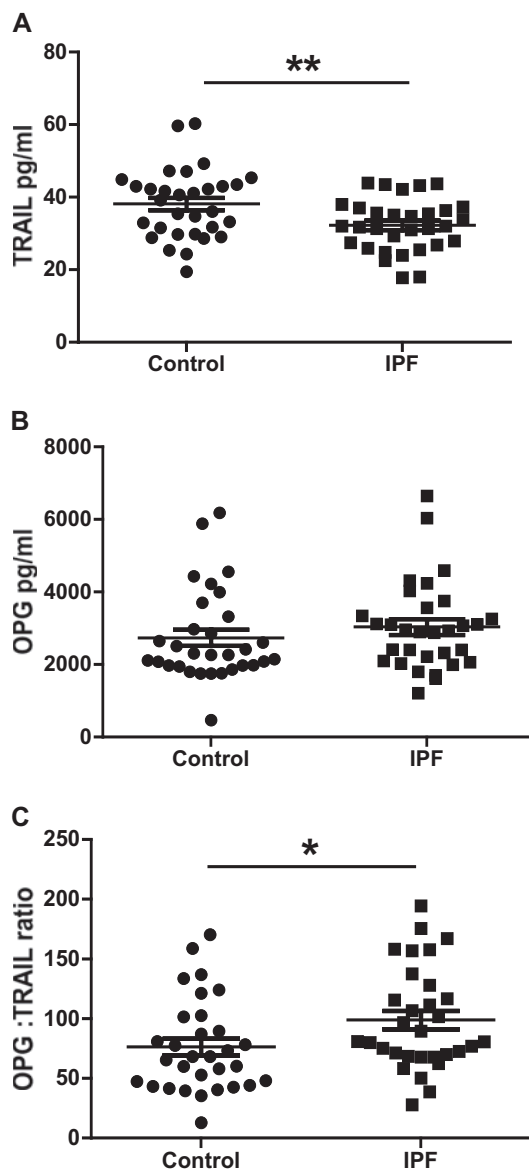 A
TRAIL pg/ml
80
60
40
20
0
**
Control IPF
B
OPG pg/ml
8000
6000
4000
2000
0
Control IPF
C
OPG :TRAIL ratio
250
200
150
100
50
0
*
Control IPF